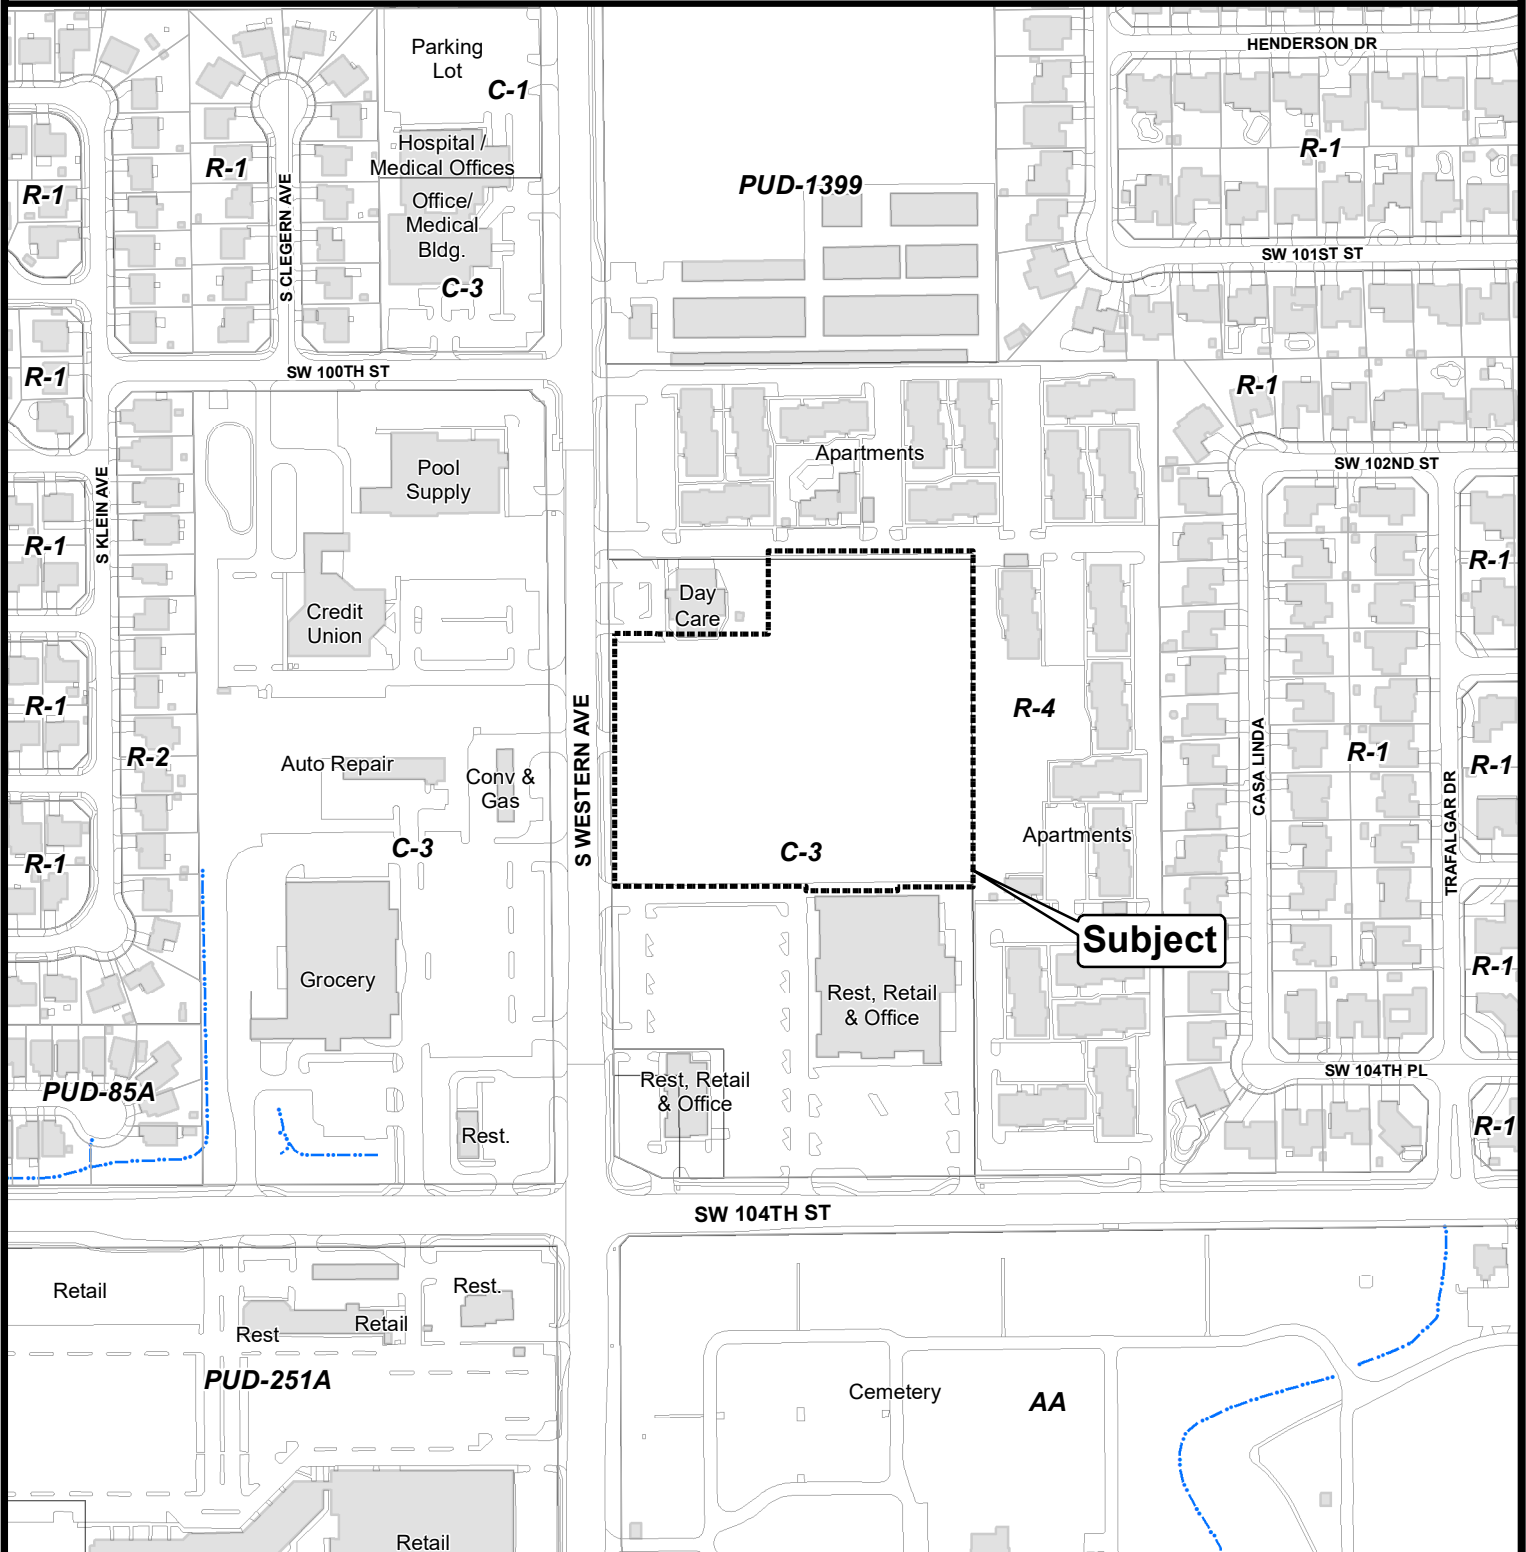 Parking
Lot
C-1
HENDERSON DR
Hospital /
Medical Offices
R-1
R-1
R-1
PUD-1399
Office/
Medical
Bldg.
S CLEGERN AVE
SW 101ST ST
C-3
SW 100TH ST
R-1
R-1
Apartments
SW 102ND ST
Pool
Supply
S KLEIN AVE
R-1
R-1
Day
Care
Credit
Union
R-1
R-4
S WESTERN AVE
R-2
Auto Repair
Conv &
Gas
CASA LINDA
R-1
R-1
TRAFALGAR DR
Apartments
C-3
C-3
R-1
Subject
R-1
Grocery
Rest, Retail
& Office
PUD-85A
Rest, Retail
& Office
SW 104TH PL
Rest.
R-1
SW 104TH ST
Retail
Rest.
Rest
Retail
PUD-251A
Cemetery
AA
Retail